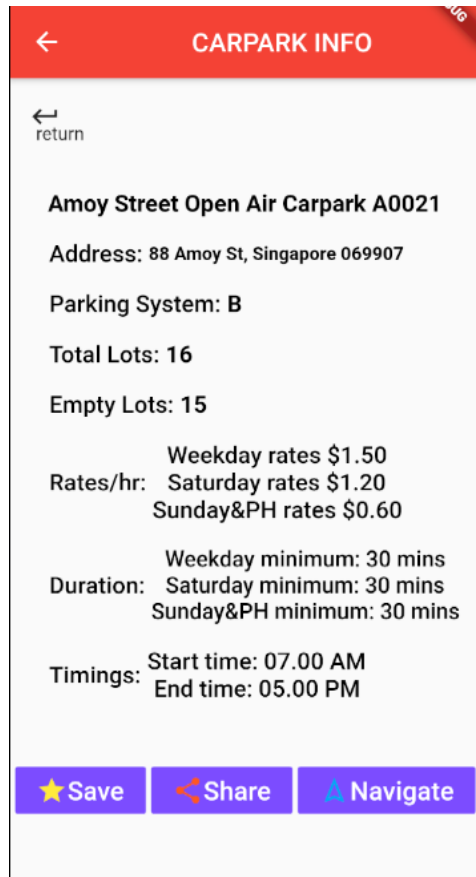 CARPARK INFO
return
Amoy Street Open Air Carpark A0021
Address: 88 Amoy St, Singapore 069907
Parking System: B
Total Lots: 16
Empty Lots: 15
Weekday rates $1.50
Rates/hr: Saturday rates $1.20
Sunday&PH rates $0.60
Weekday minimum: 30 mins
Duration: Saturday minimum: 30 mins
Sunday&PH minimum: 30 mins
Timings: Start time: 07.00 AM
End time: 05.00 PM
Save Share Navigate